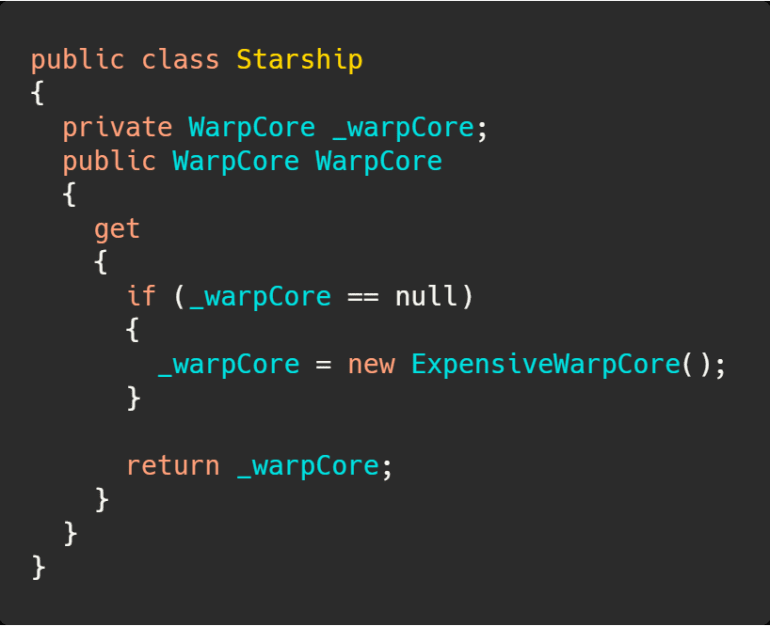 public class Starship
{
  private WarpCore _warpCore;
  public WarpCore WarpCore
  {
    get
    {
      if (_warpCore == null)
      {
        _warpCore = new ExpensiveWarpCore();
      }

      return _warpCore;
    }
  }
}